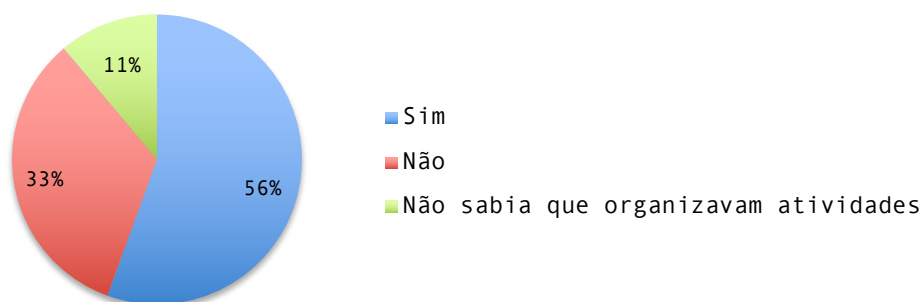 11%
33%
56%
Sim
Não
Não sabia que organizavam atividades